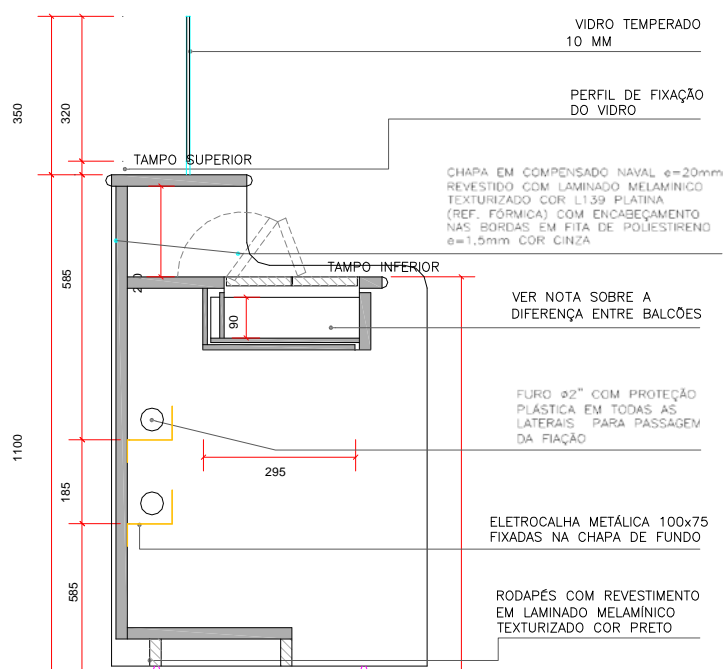 VIDRO TEMPERADO
10 MM
PERFIL DE FIXAÇÃO
DO VIDRO
TAMPO SUPERIOR
CHAPA EM COMPENSADO NAVAL e=20mm
REVESTIDO COM LAMINADO MELAMÍNICO
TEXTURIZADO COR L139 PLATINA
(REF. FÓRMICA) COM ENCABEÇAMENTO
NAS BORDAS EM FITA DE POLIESTIRENO
e=1,5mm COR CINZA
TAMPO INFERIOR
VER NOTA SOBRE A
DIFERENÇA ENTRE BALCÕES
FURO ø2" COM PROTEÇÃO
PLÁSTICA EM TODAS AS
LATERAIS PARA PASSAGEM
DA FIAÇÃO
ELETROCALHA METÁLICA 100x75
FIXADAS NA CHAPA DE FUNDO
RODAPÉS COM REVESTIMENTO
EM LAMINADO MELAMÍNICO
TEXTURIZADO COR PRETO
350
320
585
90
1100
295
185
585